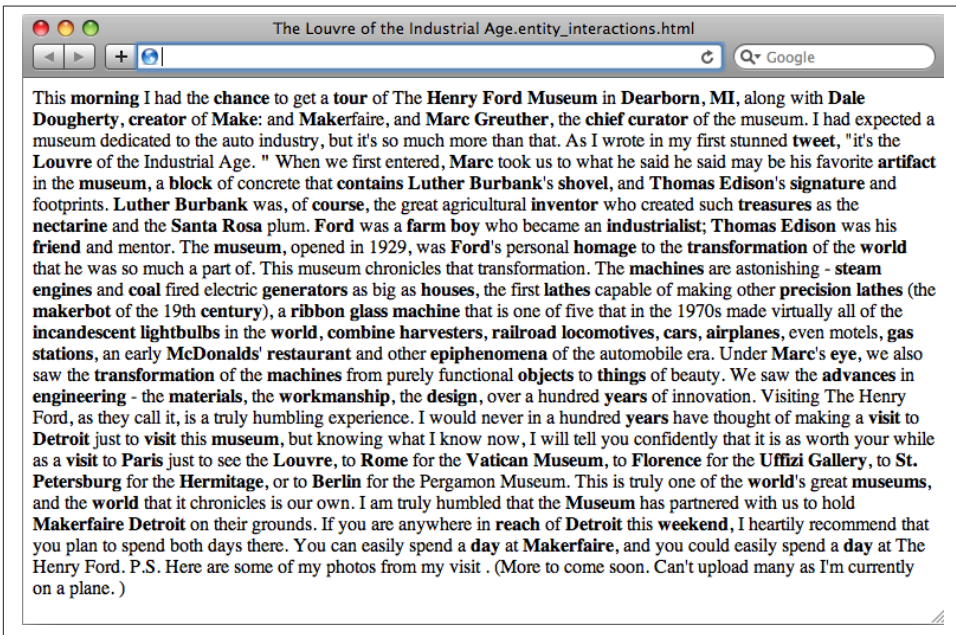 The Louvre of the Industrial Age.entity_interactions.html
Google
This morning I had the chance to get a tour of The Henry Ford Museum in Dearborn, MI, along with Dale
Dougherty, creator of Make: and Makerfaire, and Marc Greuther, the chief curator of the museum. I had expected a
museum dedicated to the auto industry, but it's so much more than that. As I wrote in my first stunned tweet, "it's the
Louvre of the Industrial Age. " When we first entered, Marc took us to what he said he said may be his favorite artifact
in the museum, a block of concrete that contains Luther Burbank's shovel, and Thomas Edison's signature and
footprints. Luther Burbank was, of course, the great agricultural inventor who created such treasures as the
nectarine and the Santa Rosa plum. Ford was a farm boy who became an industrialist; Thomas Edison was his
friend and mentor. The museum, opened in 1929, was Ford's personal homage to the transformation of the world
that he was so much a part of. This museum chronicles that transformation. The machines are astonishing - steam
engines and coal fired electric generators as big as houses, the first lathes capable of making other precision lathes (the
makerbot of the 19th century), a ribbon glass machine that is one of five that in the 1970s made virtually all of the
incandescent lightbulbs in the world, combine harvesters, railroad locomotives, cars, airplanes, even motels, gas
stations, an early McDonalds' restaurant and other epiphenomena of the automobile era. Under Marc's eye, we also
saw the transformation of the machines from purely functional objects to things of beauty. We saw the advances in
engineering - the materials, the workmanship, the design, over a hundred years of innovation. Visiting The Henry
Ford, as they call it, is a truly humbling experience. I would never in a hundred years have thought of making a visit to
Detroit just to visit this museum, but knowing what I know now, I will tell you confidently that it is as worth your while
as a visit to Paris just to see the Louvre, to Rome for the Vatican Museum, to Florence for the Uffizi Gallery, to St.
Petersburg for the Hermitage, or to Berlin for the Pergamon Museum. This is truly one of the world's great museums,
and the world that it chronicles is our own. I am truly humbled that the Museum has partnered with us to hold
Makerfaire Detroit on their grounds. If you are anywhere in reach of Detroit this weekend, I heartily recommend that
you plan to spend both days there. You can easily spend a day at Makerfaire, and you could easily spend a day at The
Henry Ford. P.S. Here are some of my photos from my visit . (More to come soon. Can't upload many as I'm currently
on a plane. )